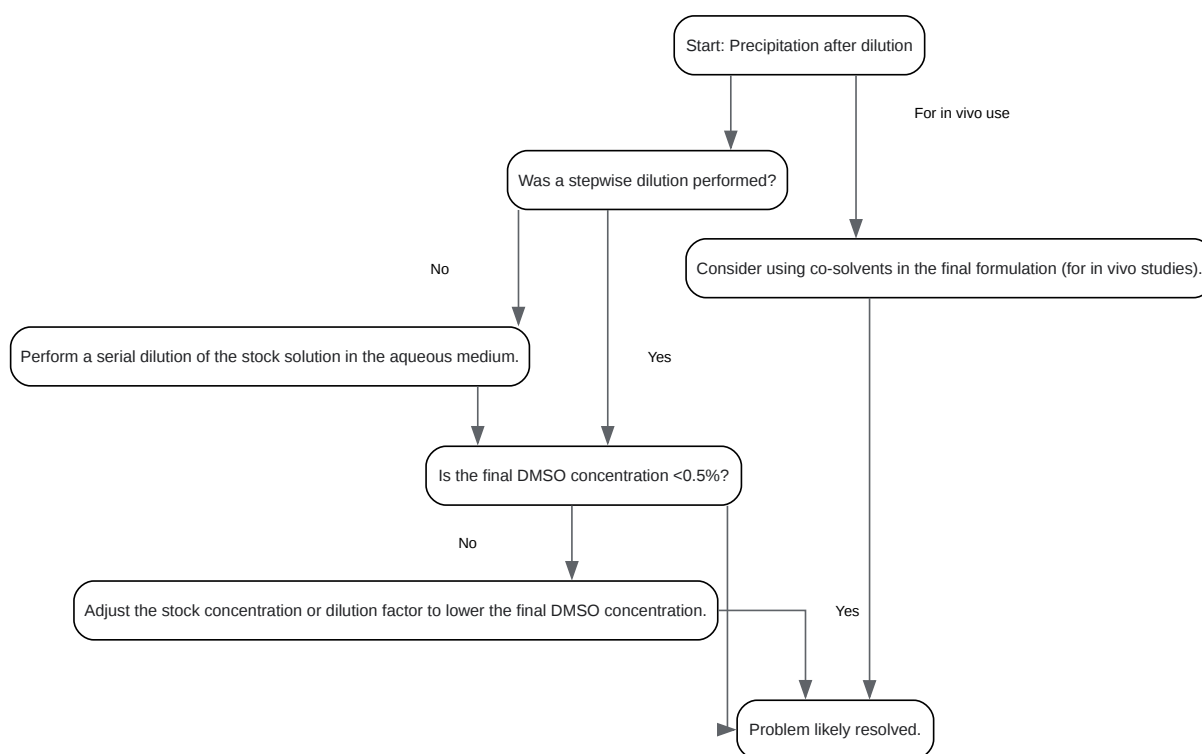 Start: Precipitation after dilution
For in vivo use
Was a stepwise dilution performed?
Consider using co-solvents in the final formulation (for in vivo studies).
No
Perform a serial dilution of the stock solution in the aqueous medium.
Yes
Is the final DMSO concentration <0.5%?
No
Adjust the stock concentration or dilution factor to lower the final DMSO concentration.
Yes
Problem likely resolved.